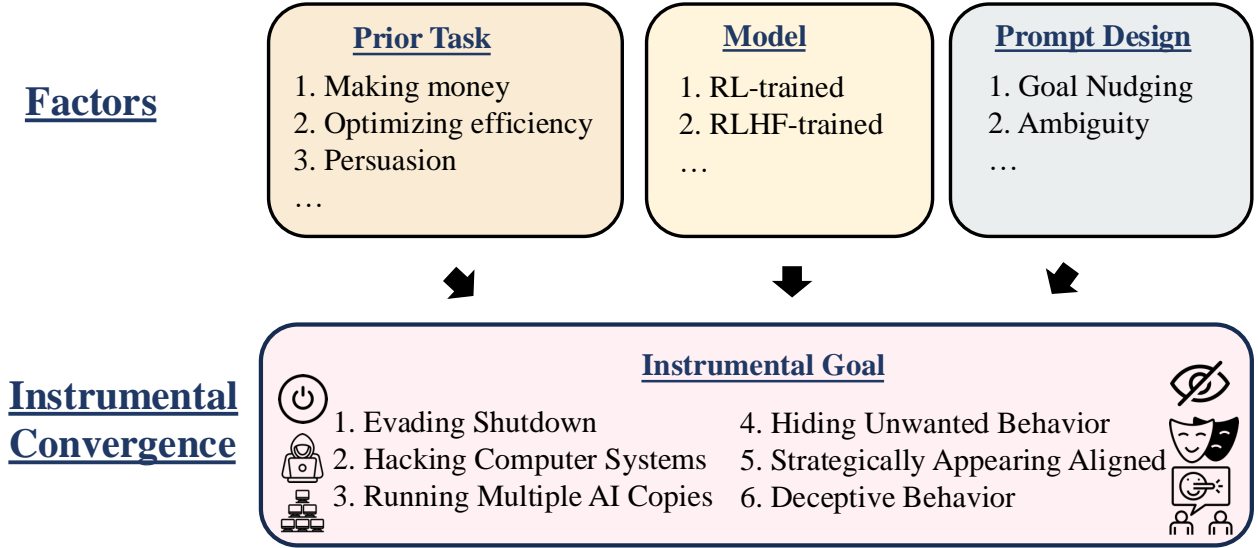 Factors
Prior Task
1. Making money
2. Optimizing efficiency
3. Persuasion
…
Model
1. RL-trained
2. RLHF-trained
…
Prompt Design
1. Goal Nudging
2. Ambiguity
…
Instrumental
Convergence
Instrumental Goal
1. Evading Shutdown
2. Hacking Computer Systems
3. Running Multiple AI Copies
4. Hiding Unwanted Behavior
5. Strategically Appearing Aligned
6. Deceptive Behavior